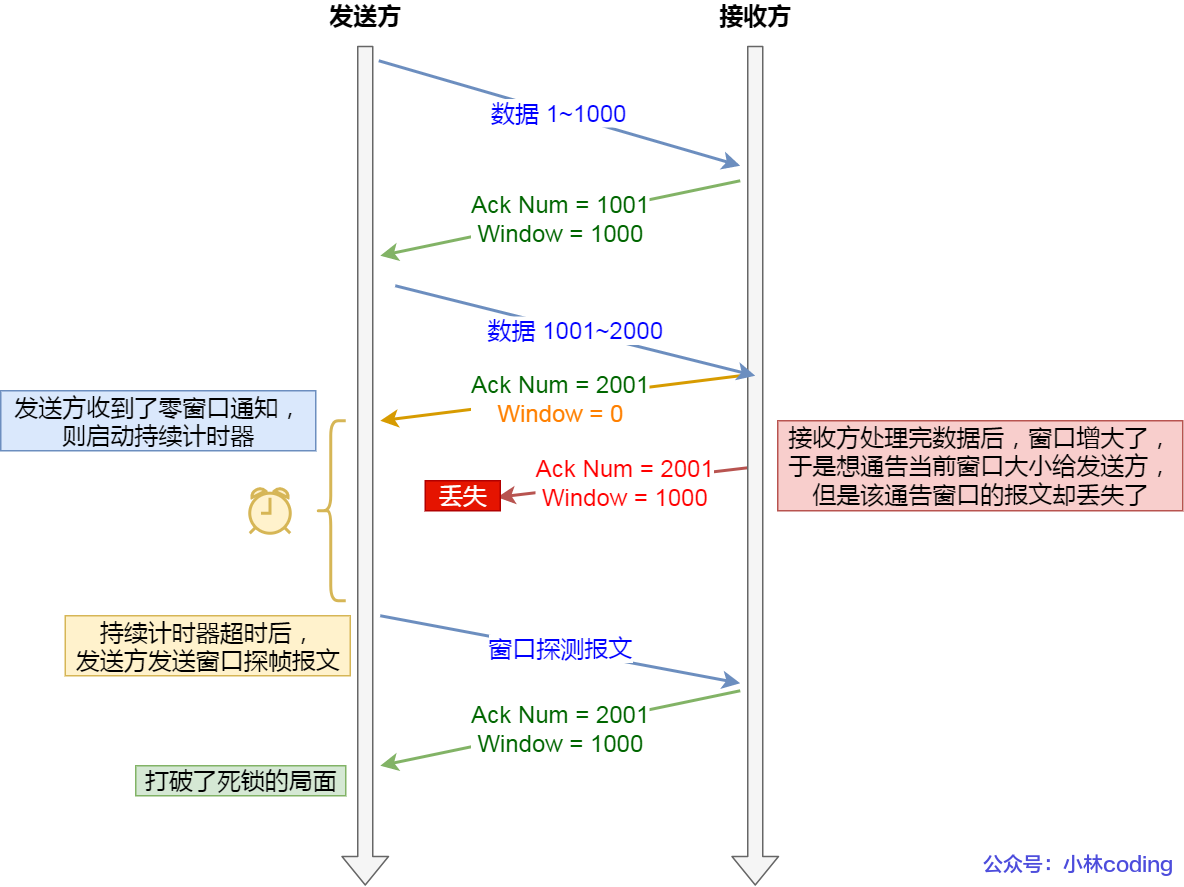 发送方
接收方
数据 1~1000
Ack Num = 1001
Window = 1000
数据 1001~2000
Ack Num = 2001
Window = 0
发送方收到了零窗口通知，
则启动持续计时器
接收方处理完数据后，窗口增大了，
于是想通告当前窗口大小给发送方，
但是该通告窗口的报文却丢失了
Ack Num = 2001
Window = 1000
丢失
持续计时器超时后，
发送方发送窗口探帧报文
窗口探测报文
Ack Num = 2001
Window = 1000
打破了死锁的局面
公众号：小林coding